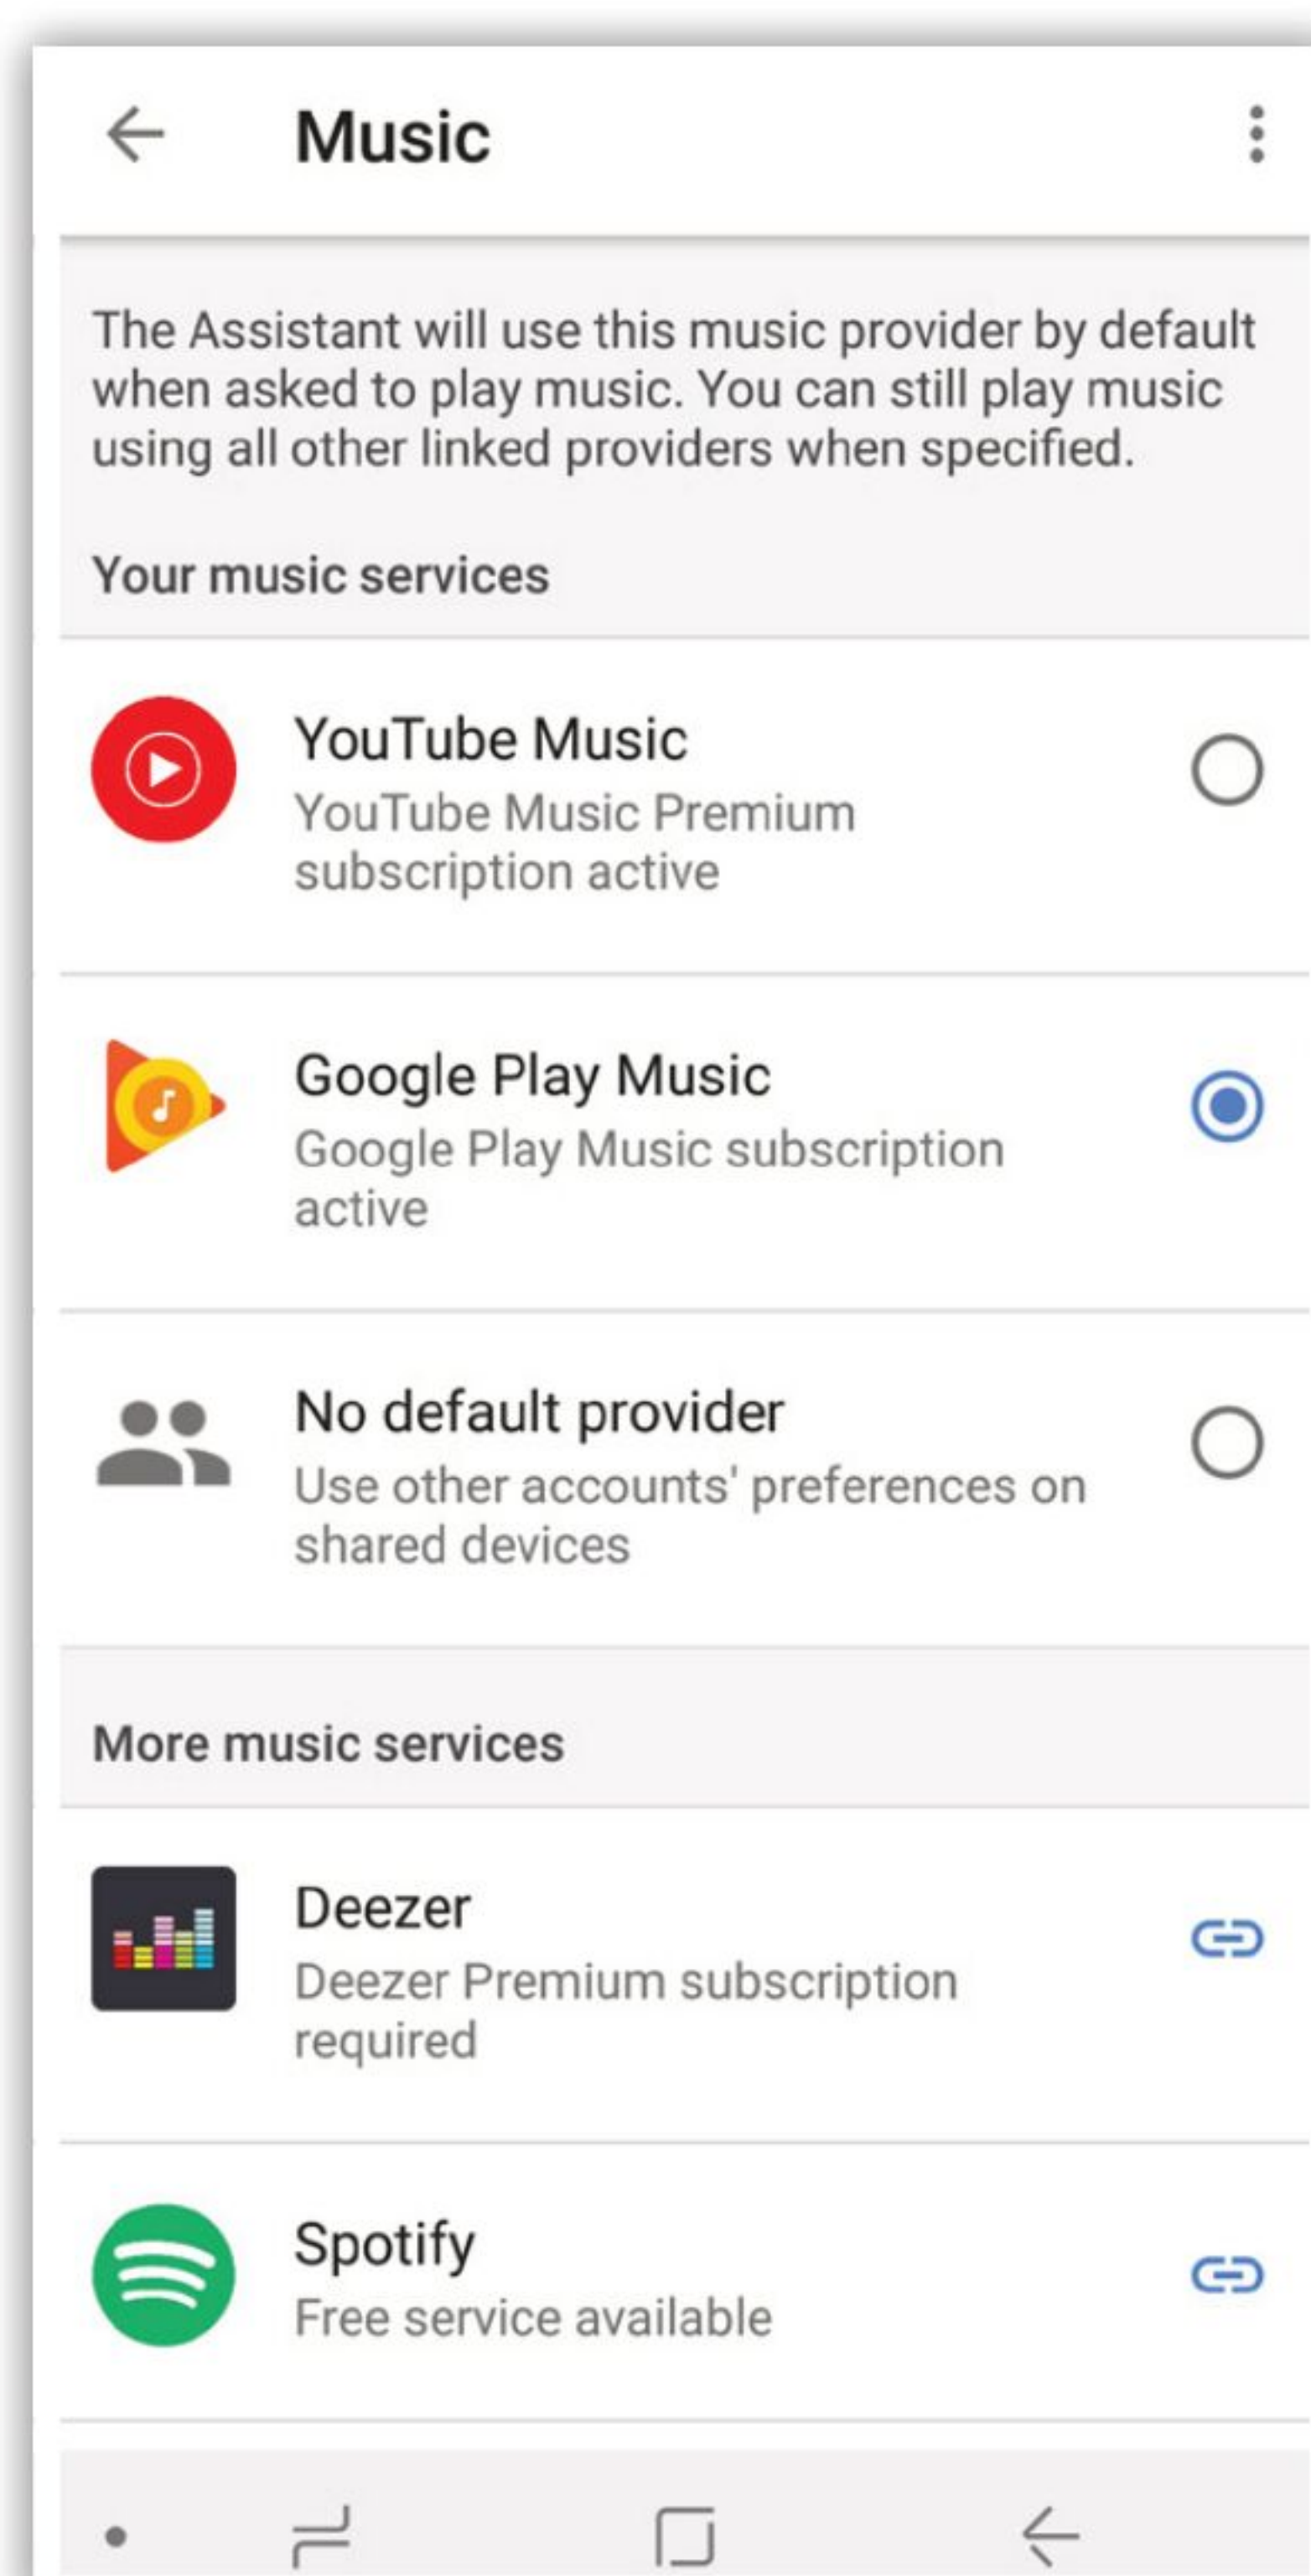 Music
The Assistant will use this music provider by default
when asked to play music. You can still play music
using all other linked providers when specified.
Your music services
YouTube Music
YouTube Music Premium
subscription active
Google Play Music
Google Play Music subscription
active
No default provider
Use other accounts' preferences on
shared devices
More music services
Deezer
Deezer Premium subscription
required
Spotify
Free service available